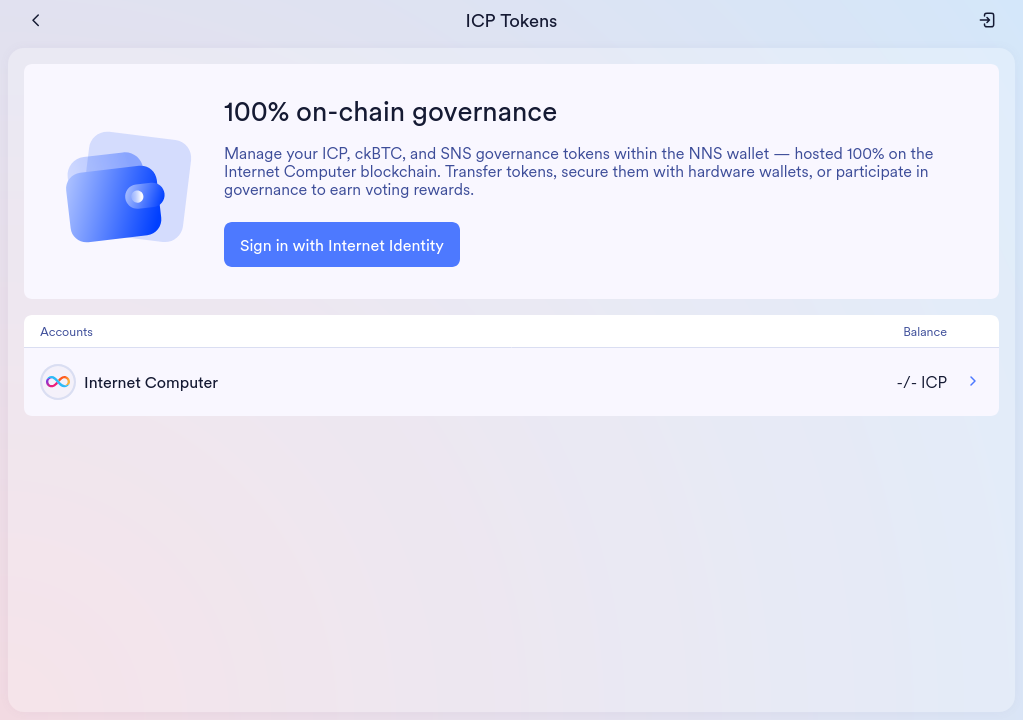 ICP Tokens
100% on-chain governance
Manage your ICP, ckBTC, and SNS governance tokens within the NNS wallet — hosted 100% on the
Internet Computer blockchain. Transfer tokens, secure them with hardware wallets, or participate in
governance to earn voting rewards.
Sign in with Internet Identity
Accounts Balance
Internet Computer -/- ICP